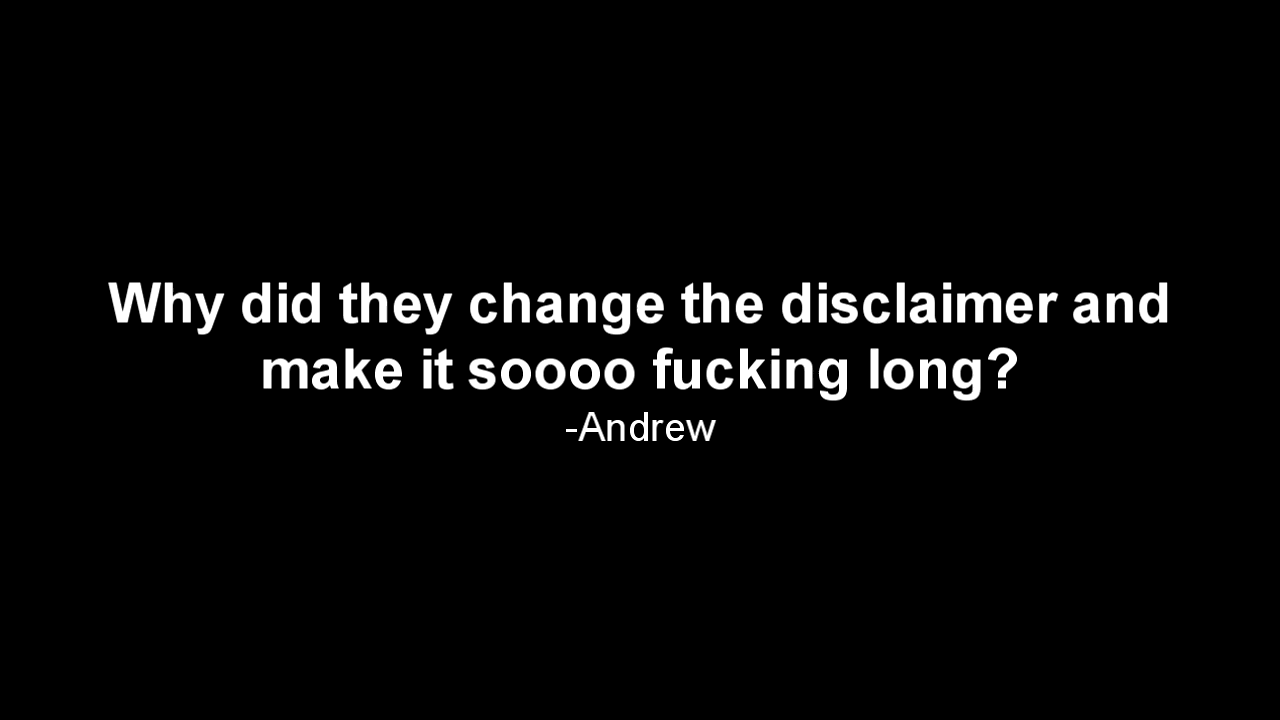 Why did they change the disclaimer and
make it soooo fucking long?
-Andrew